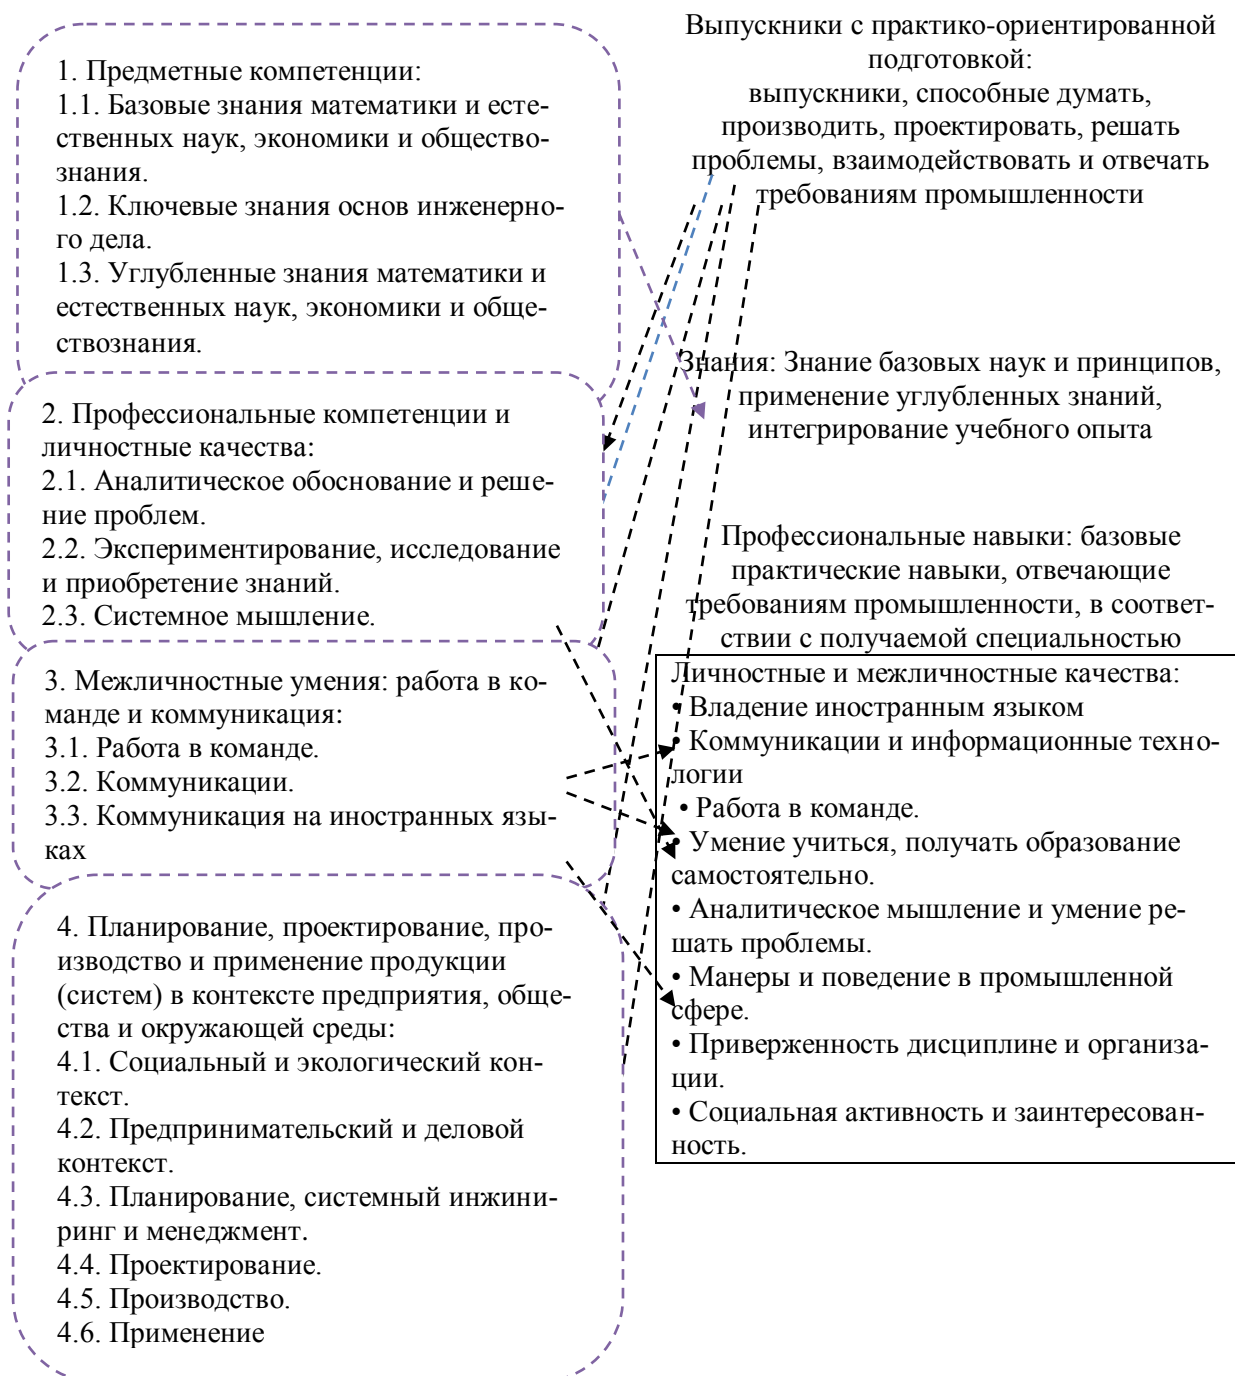 1. Предметные компетенции:
1.1. Базовые знания математики и есте-
ственных наук, экономики и общество-
знания.
1.2. Ключевые знания основ инженерно-
го дела.
1.3. Углубленные знания математики и
естественных наук, экономики и обще-
ствознания.
2. Профессиональные компетенции и
личностные качества:
2.1. Аналитическое обоснование и реше-
ние проблем.
2.2. Экспериментирование, исследование
и приобретение знаний.
2.3. Системное мышление.
3. Межличностные умения: работа в ко-
манде и коммуникация:
3.1. Работа в команде.
3.2. Коммуникации.
3.3. Коммуникация на иностранных язы-
ках
4. Планирование, проектирование, про-
изводство и применение продукции
(систем) в контексте предприятия, обще-
ства и окружающей среды:
4.1. Социальный и экологический кон-
текст.
4.2. Предпринимательский и деловой
контекст.
4.3. Планирование, системный инжини-
ринг и менеджмент.
4.4. Проектирование.
4.5. Производство.
4.6. Применение
Выпускники с практико-ориентированной
подготовкой:
выпускники, способные думать,
производить, проектировать, решать
проблемы, взаимодействовать и отвечать
требованиям промышленности
Знания: Знание базовых наук и принципов,
применение углубленных знаний,
интегрирование учебного опыта
Профессиональные навыки: базовые
практические навыки, отвечающие
требованиям промышленности, в соответ-
ствии с получаемой специальностью
Личностные и межличностные качества:
• Владение иностранным языком
• Коммуникации и информационные техно-
логии
• Работа в команде.
• Умение учиться, получать образование
самостоятельно.
• Аналитическое мышление и умение ре-
шать проблемы.
• Манеры и поведение в промышленной
сфере.
• Приверженность дисциплине и организа-
ции.
• Социальная активность и заинтересован-
ность.